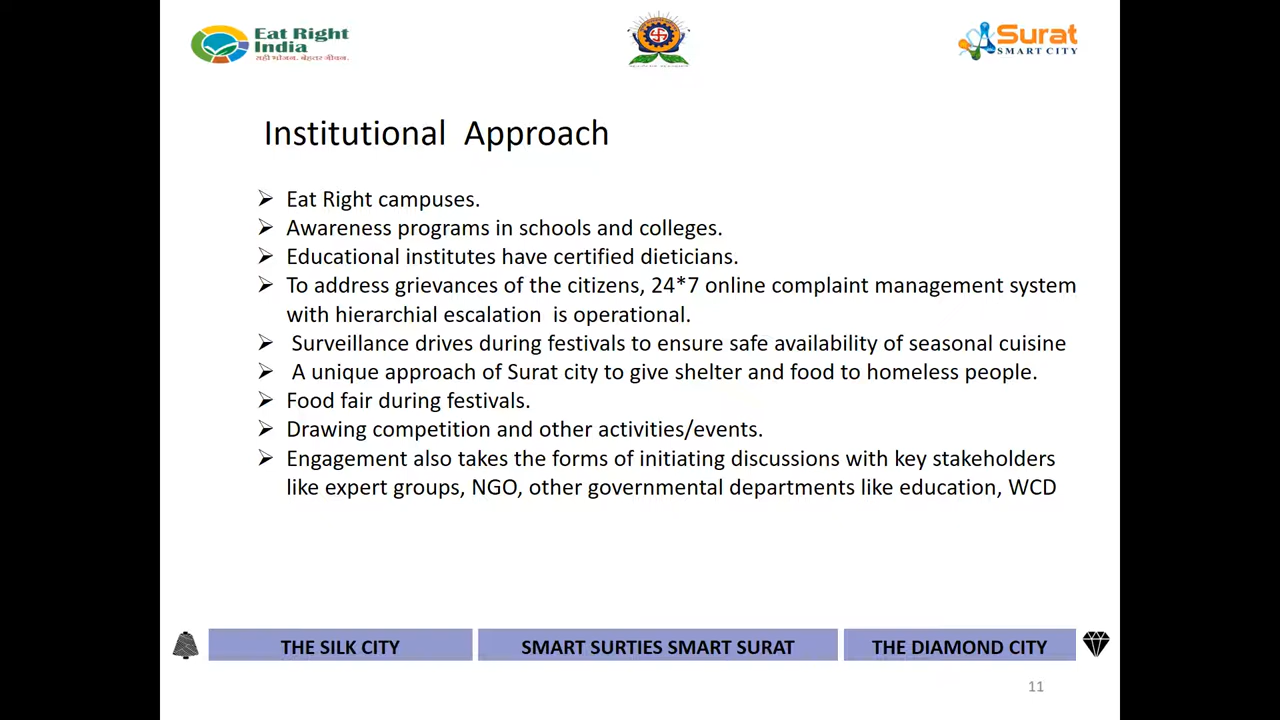 Eat Right
India
सही भोजन. बेहतर जीवन.
Surat
SMART CITY
Institutional Approach
Eat Right campuses.
Awareness programs in schools and colleges.
Educational institutes have certified dieticians.
To address grievances of the citizens, 24*7 online complaint management system
with hierarchial escalation is operational.
Surveillance drives during festivals to ensure safe availability of seasonal cuisine
A unique approach of Surat city to give shelter and food to homeless people.
Food fair during festivals.
Drawing competition and other activities/events.
Engagement also takes the forms of initiating discussions with key stakeholders
like expert groups, NGO, other governmental departments like education, WCD
THE SILK CITY
SMART SURTIES SMART SURAT
THE DIAMOND CITY
11